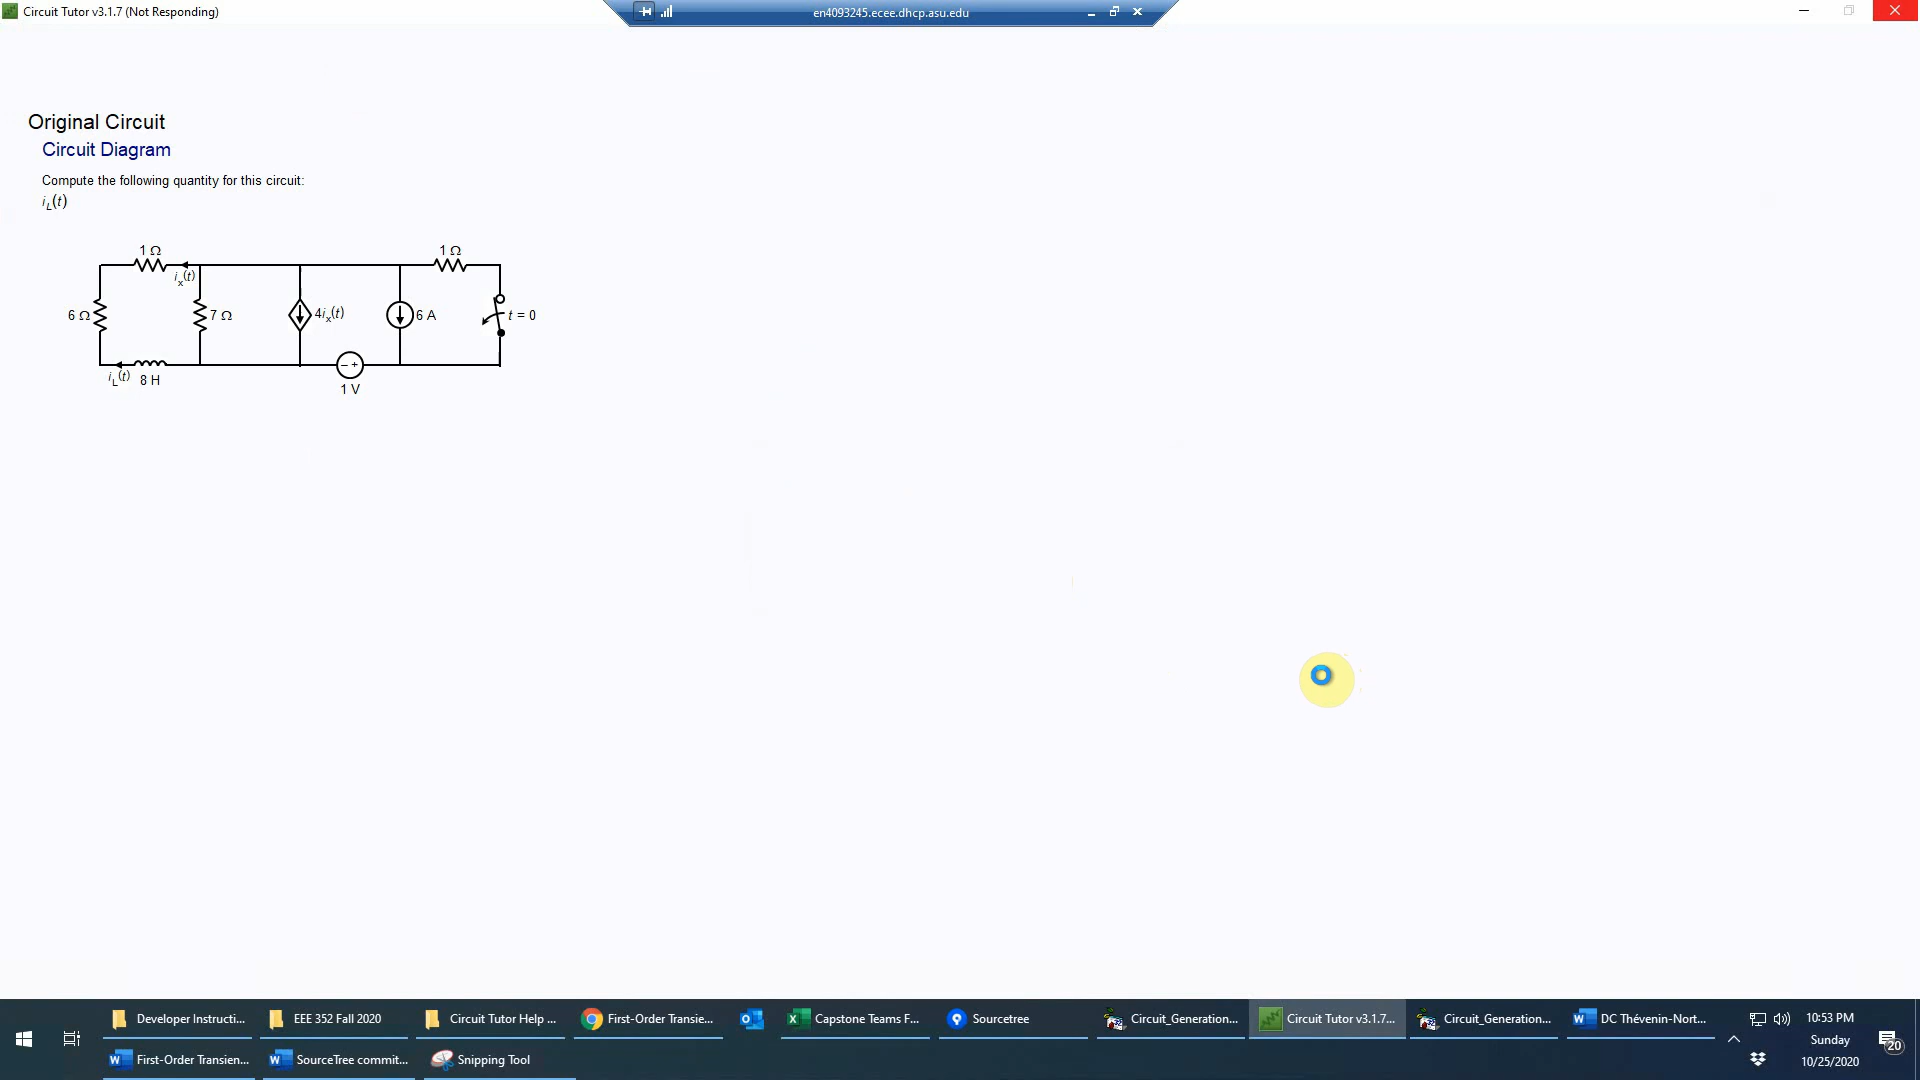 Circuit Tutor v3.1.7 (Not Responding)
en4093245.ecee.dhcp.asu.edu
Original Circuit
Circuit Diagram
Compute the following quantity for this circuit:
iL(t)
1 Ω
1 Ω
ix(t)
6 Ω
7 Ω
4ix(t)
6 A
t = 0
− +
iL(t)
8 H
1 V
Developer Instructi...
EEE 352 Fall 2020
Circuit Tutor Help ...
First-Order Transie...
Capstone Teams F...
Sourcetree
Circuit_Generation...
Circuit Tutor v3.1.7...
Circuit_Generation...
DC Thévenin-Nort...
10:53 PM
Sunday
10/25/2020
20
First-Order Transien...
SourceTree commit...
Snipping Tool